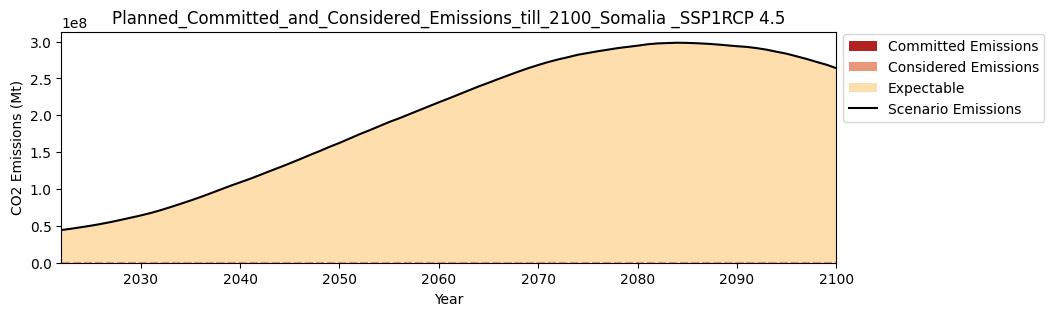 Planned_Committed_and_Considered_Emissions_till_2100_Somalia _SSP1RCP 4.5
1e8
3.0
2.5
2.0
1.5
1.0
0.5
0.0
CO2 Emissions (Mt)
2030 2040 2050 2060 2070 2080 2090 2100
Year
Committed Emissions
Considered Emissions
Expectable
Scenario Emissions